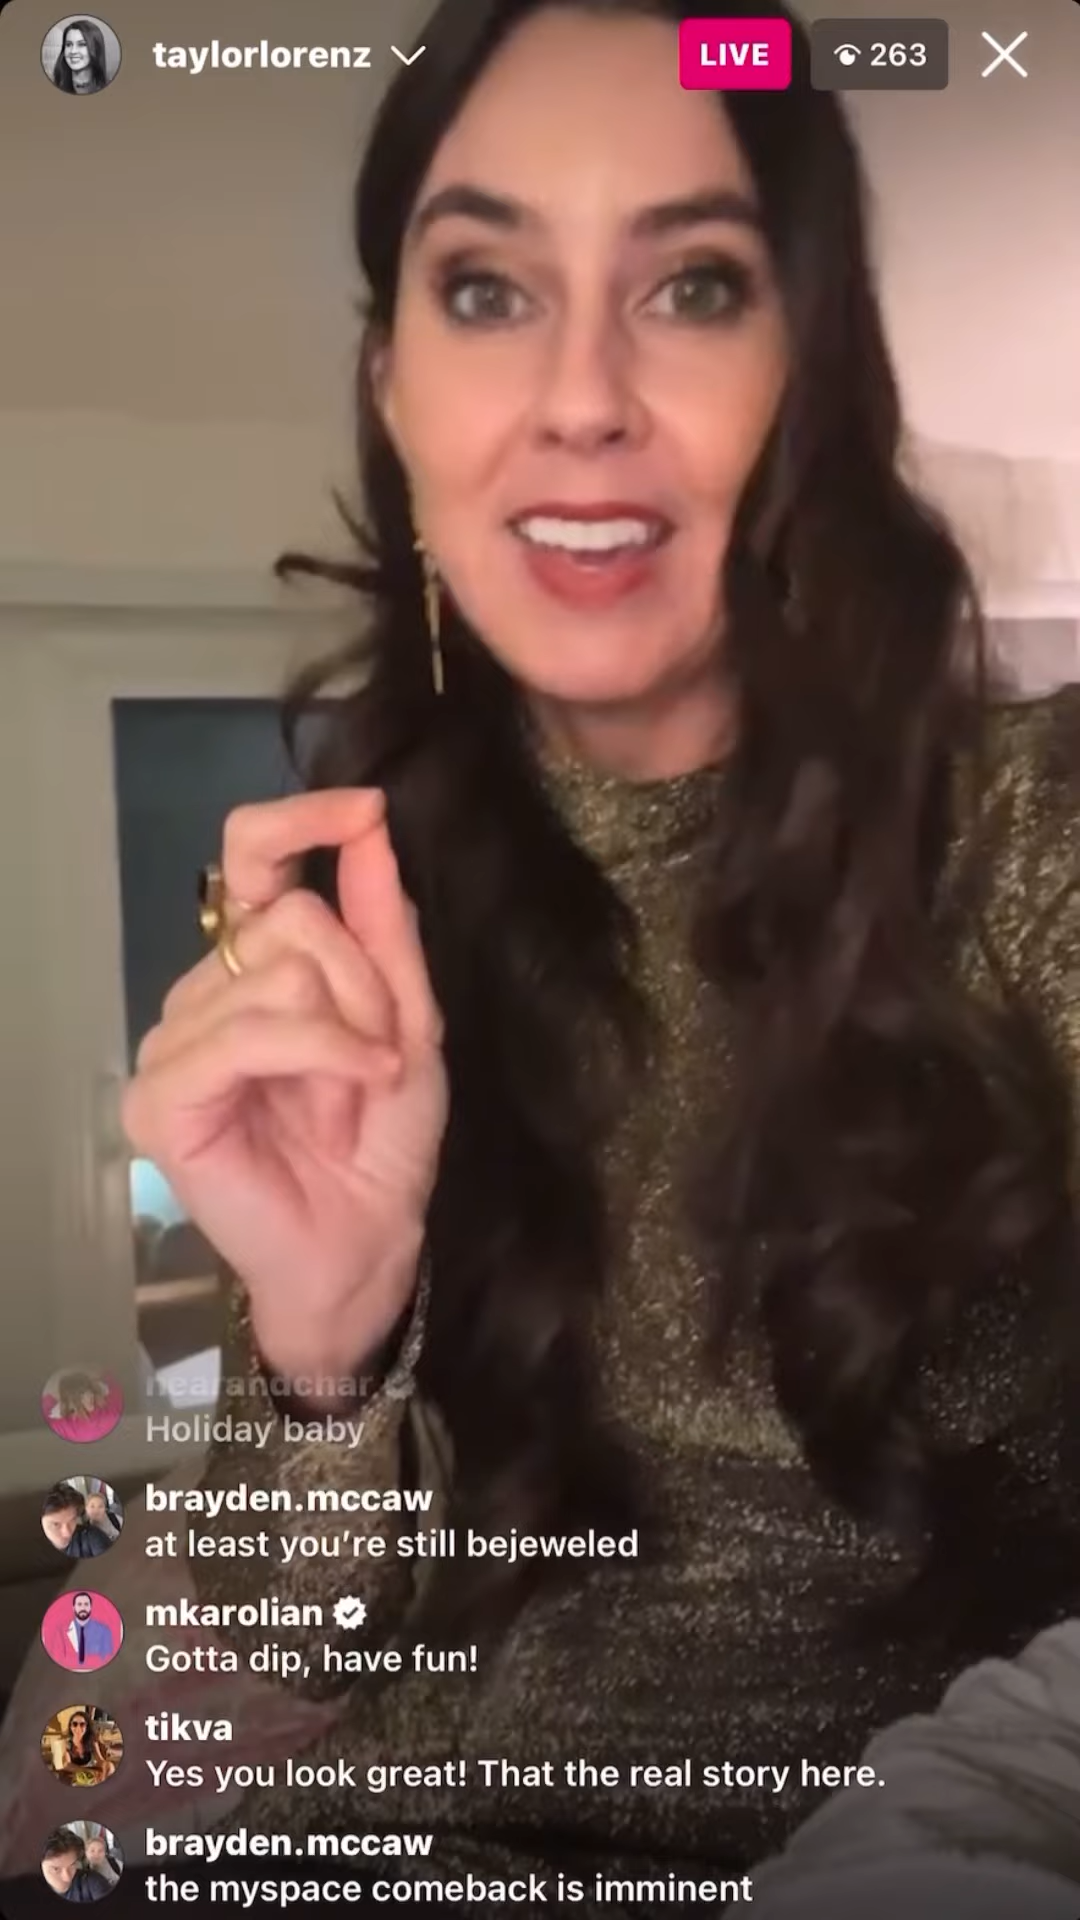 taylorlorenz
LIVE
263
nearandchar
Holiday baby
brayden.mccaw
at least you’re still bejeweled
mkarolian
Gotta dip, have fun!
tikva
Yes you look great! That the real story here.
brayden.mccaw
the myspace comeback is imminent